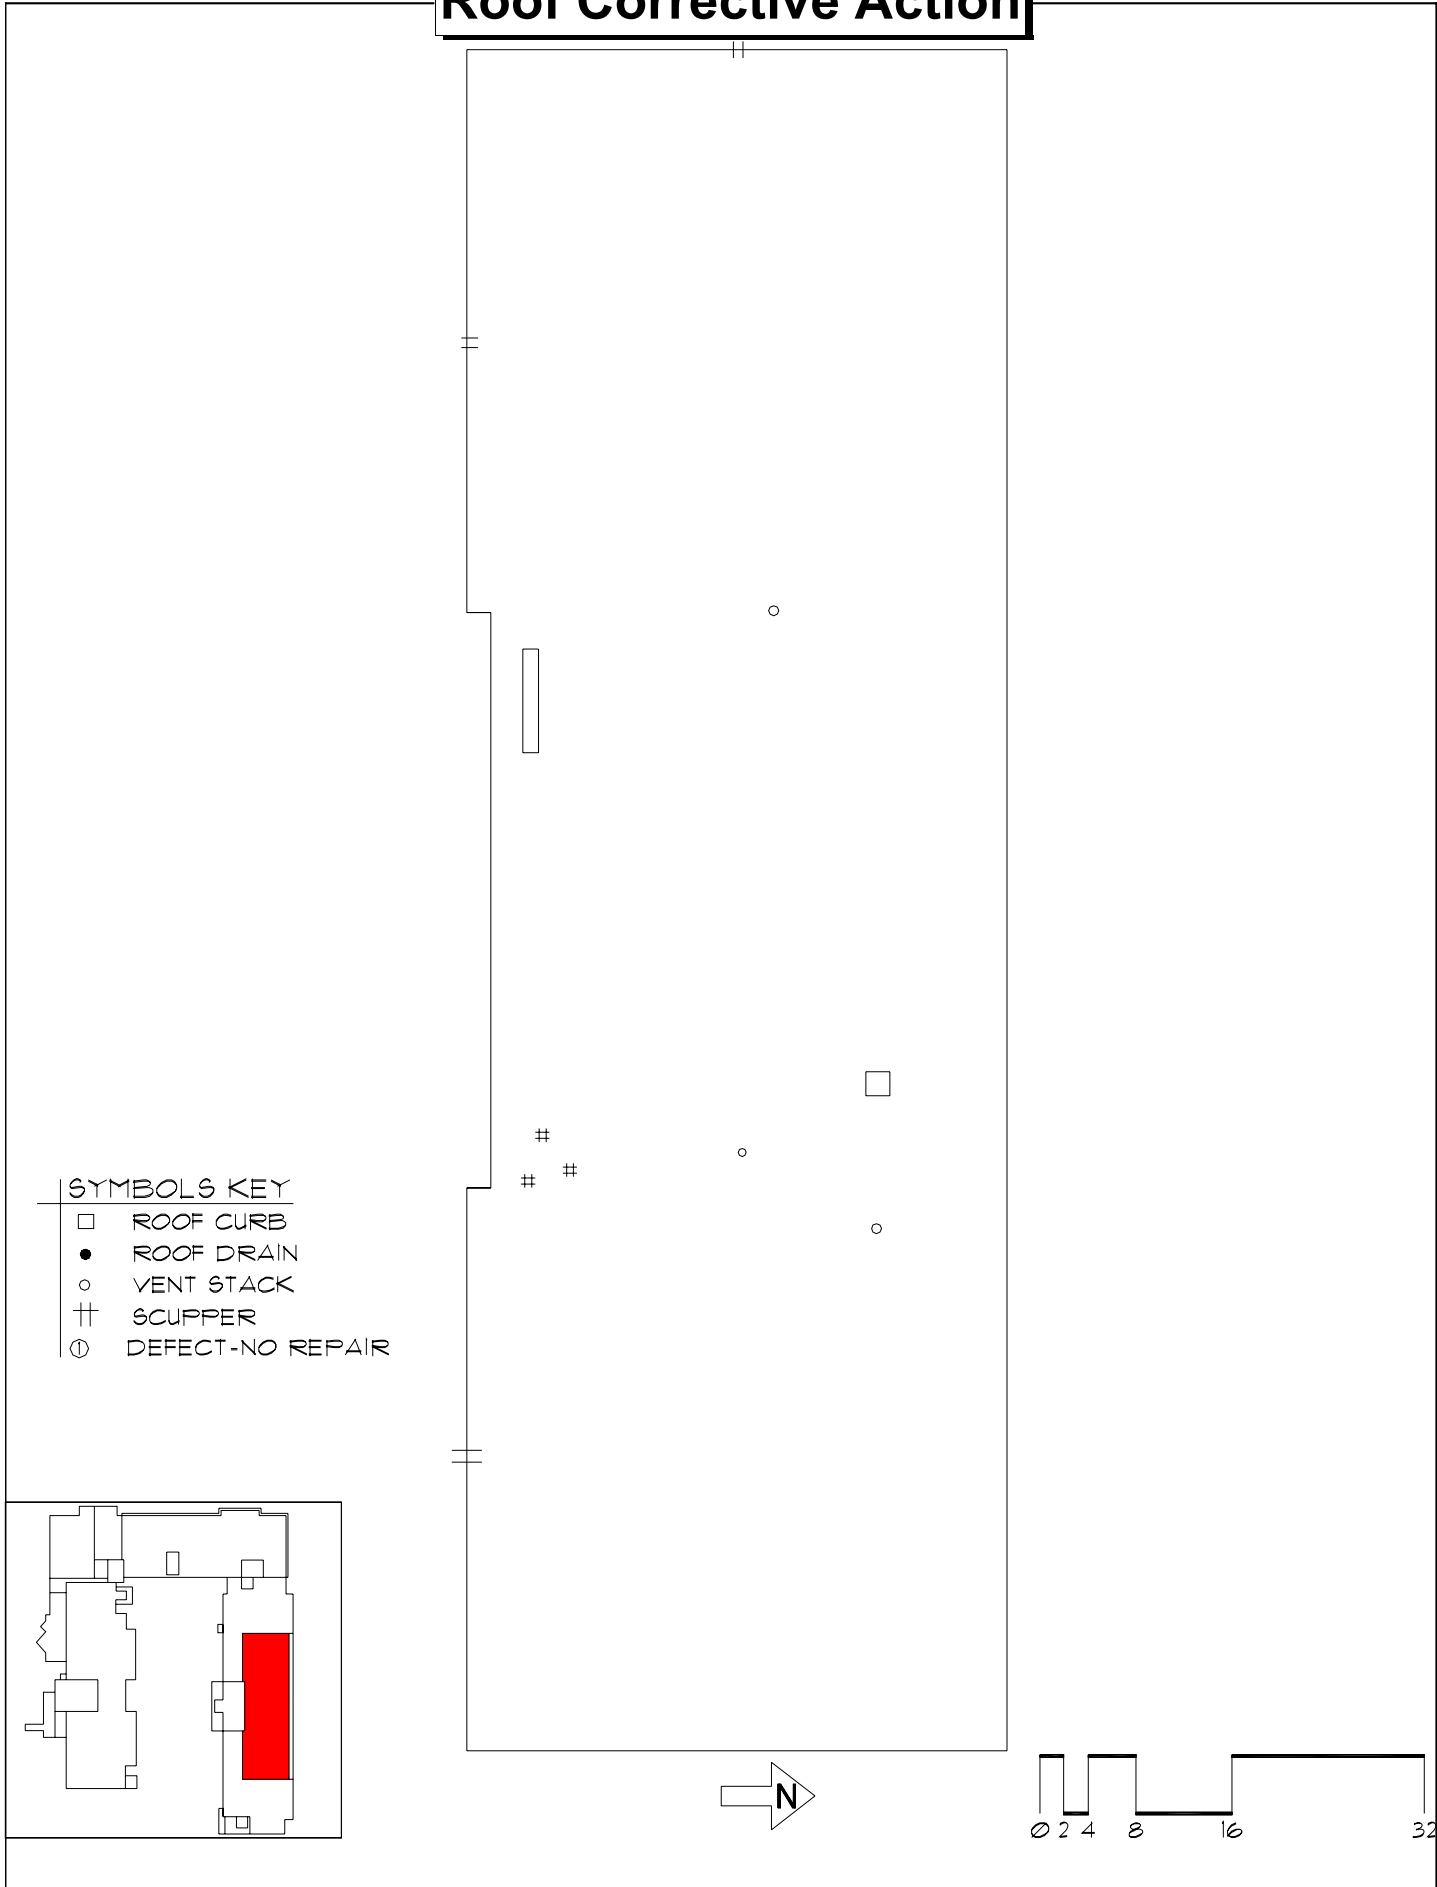 Roof Corrective Action
SYMBOLS KEY
ROOF CURB
ROOF DRAIN
VENT STACK
SCUPPER
1 DEFECT-NO REPAIR
N
0 2 4 8 16 32